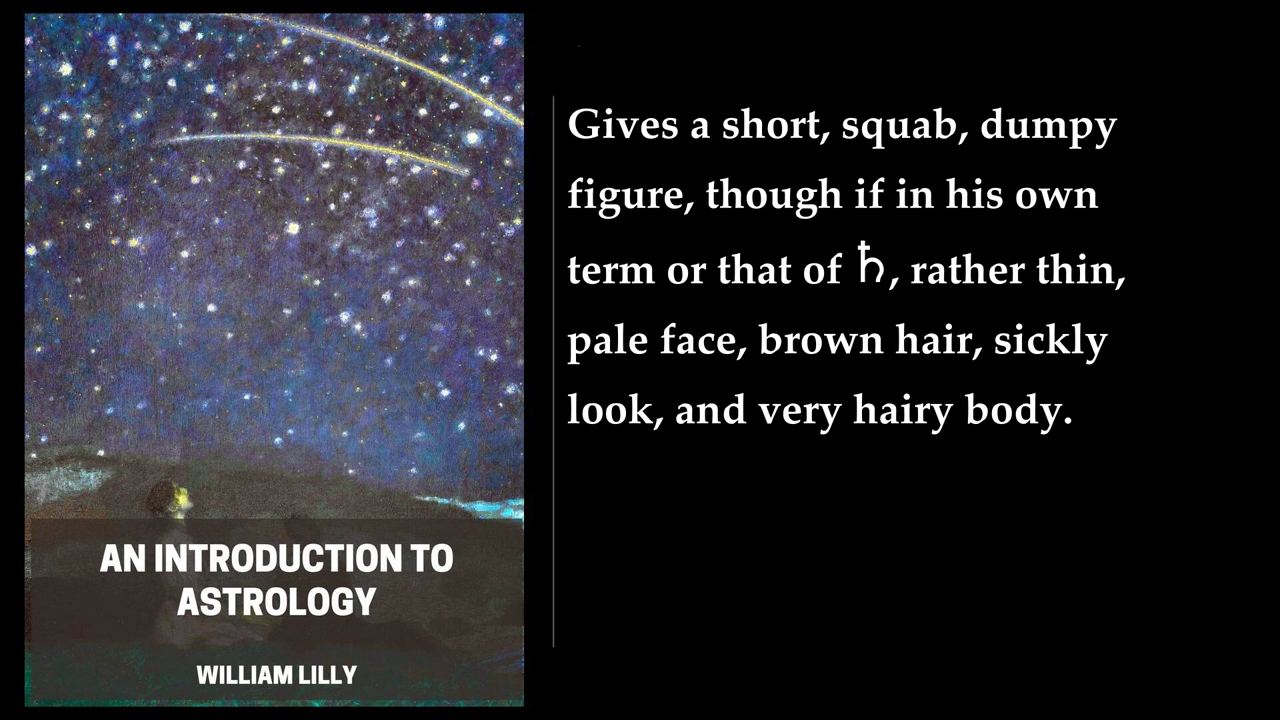 AN INTRODUCTION TO
ASTROLOGY
WILLIAM LILLY
Gives a short, squab, dumpy
figure, though if in his own
term or that of ♄, rather thin,
pale face, brown hair, sickly
look, and very hairy body.